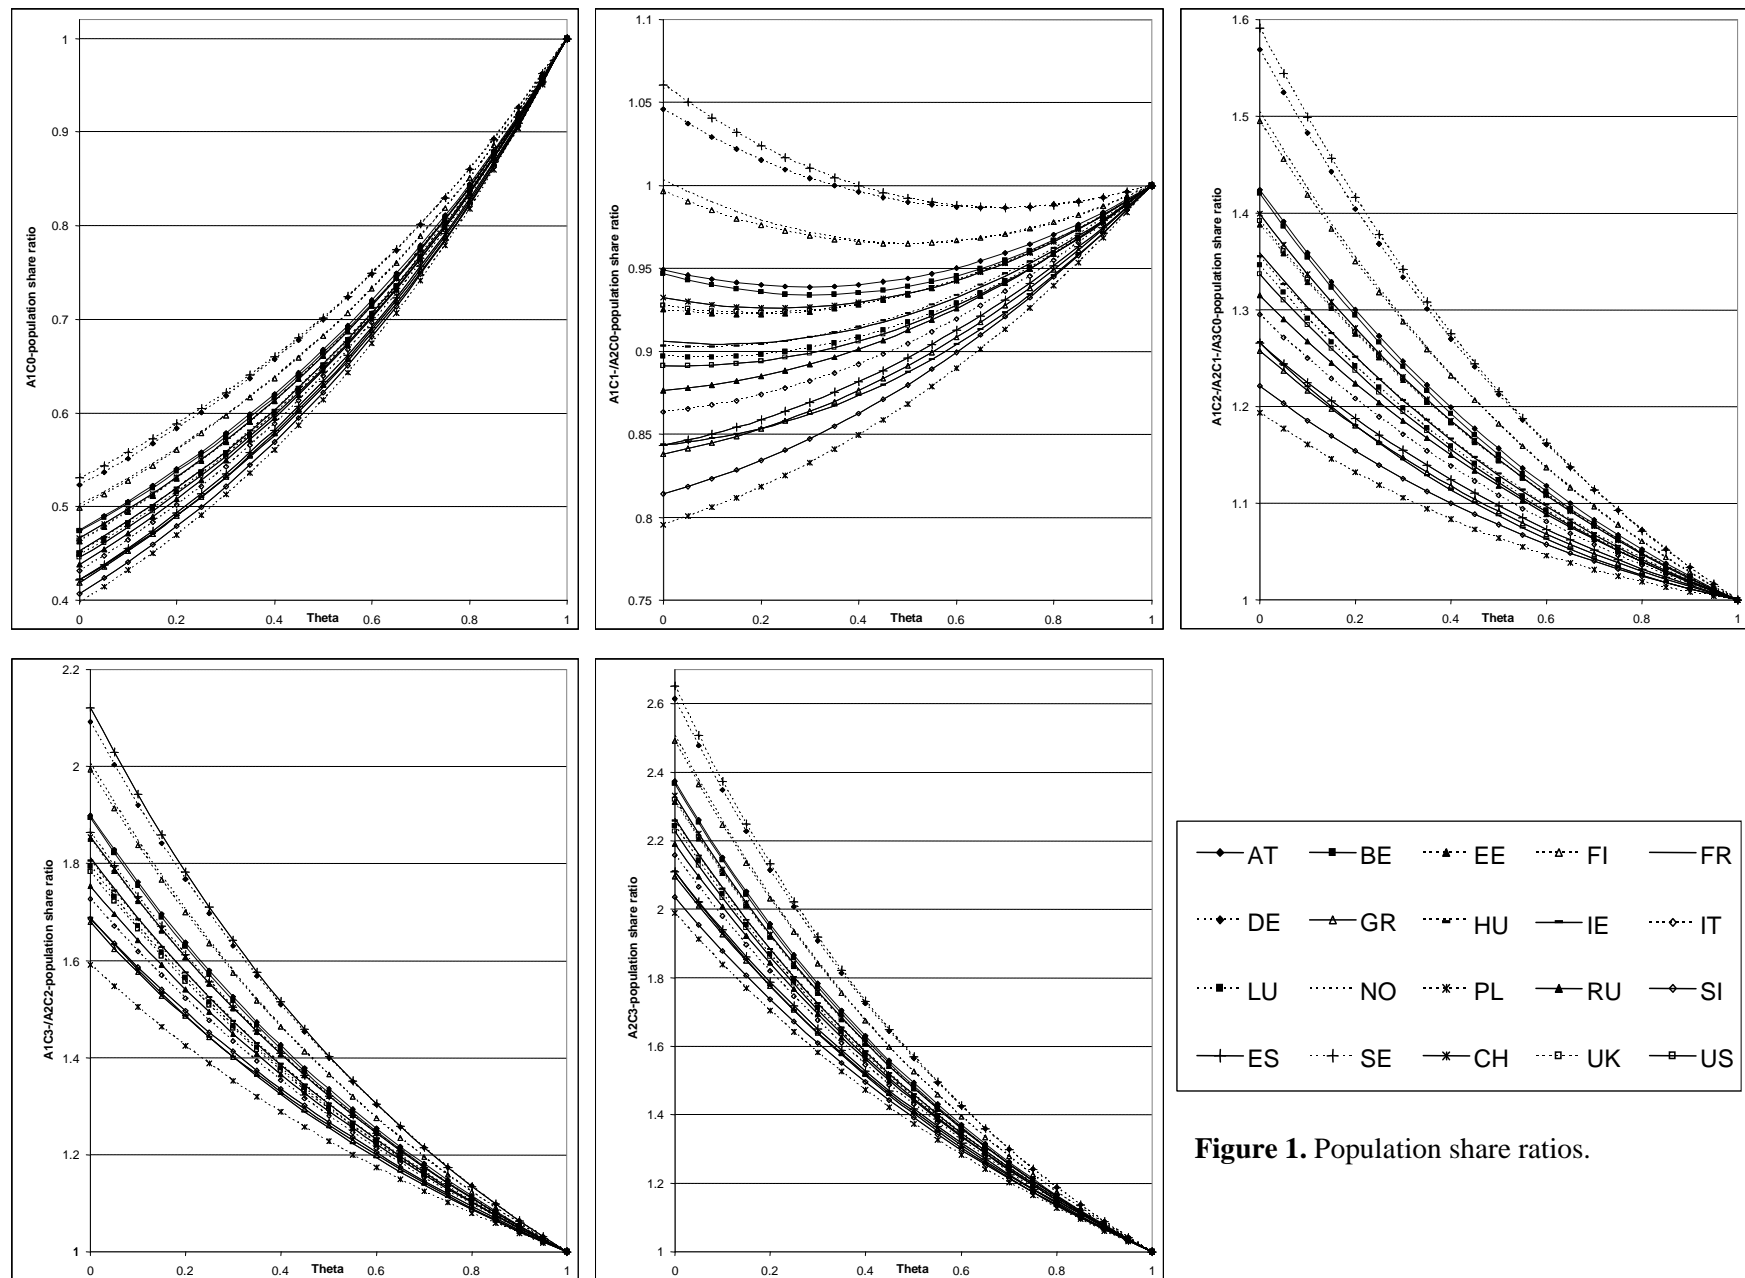 A1C0-population share ratio
1
0.9
0.8
0.7
0.6
0.5
0.4
0 0.2 0.4 0.6 0.8 1
Theta
A1C1-/A2C0-population share ratio
1.1
1.05
1
0.95
0.9
0.85
0.8
0.75
0 0.2 0.4 0.6 0.8 1
Theta
A1C2-/A2C1-/A3C0-population share ratio
1.6
1.5
1.4
1.3
1.2
1.1
1
0 0.2 0.4 0.6 0.8 1
Theta
A1C3-/A2C2-population share ratio
2.2
2
1.8
1.6
1.4
1.2
1
0 0.2 0.4 0.6 0.8 1
Theta
A2C3-population share ratio
2.6
2.4
2.2
2
1.8
1.6
1.4
1.2
1
0 0.2 0.4 0.6 0.8 1
Theta
AT BE EE FI FR
DE GR HU IE IT
LU NO PL RU SI
ES SE CH UK US
Figure 1. Population share ratios.